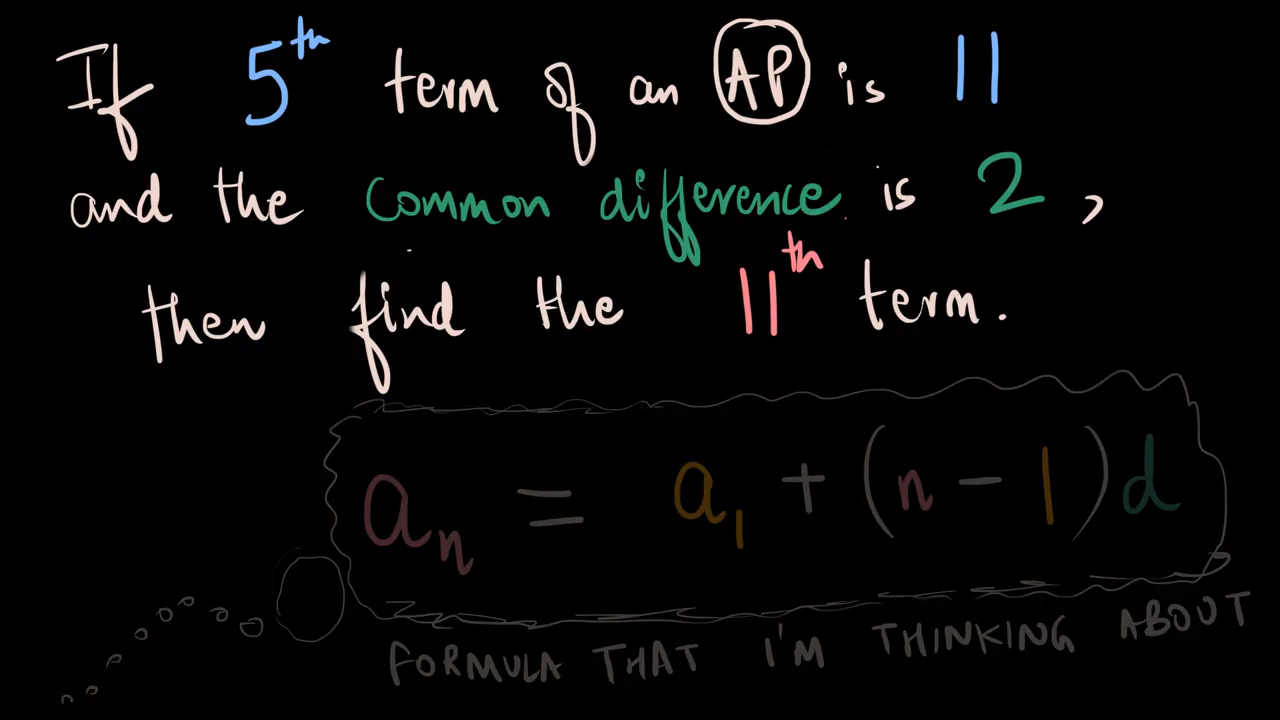 If 5th term of an AP is 11
and the common difference is 2,
then find the 11th term.
aₙ = a₁ + (n - 1)d
FORMULA THAT I'M THINKING ABOUT